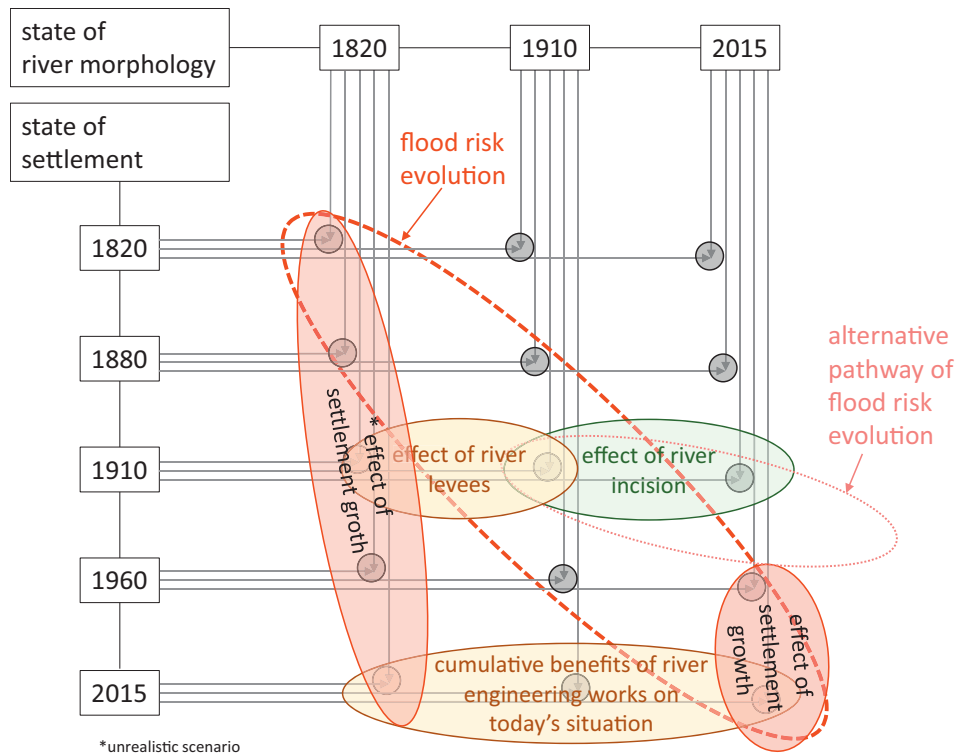 state of
river morphology
1820
1910
2015
state of
settlement
flood risk
evolution
1820
1880
alternative
pathway of
flood risk
evolution
* effect of
settlement groth
1910
effect of river
levees
effect of river
incision
1960
effect of
settlement
growth
2015
cumulative benefits of river
engineering works on
today's situation
*unrealistic scenario